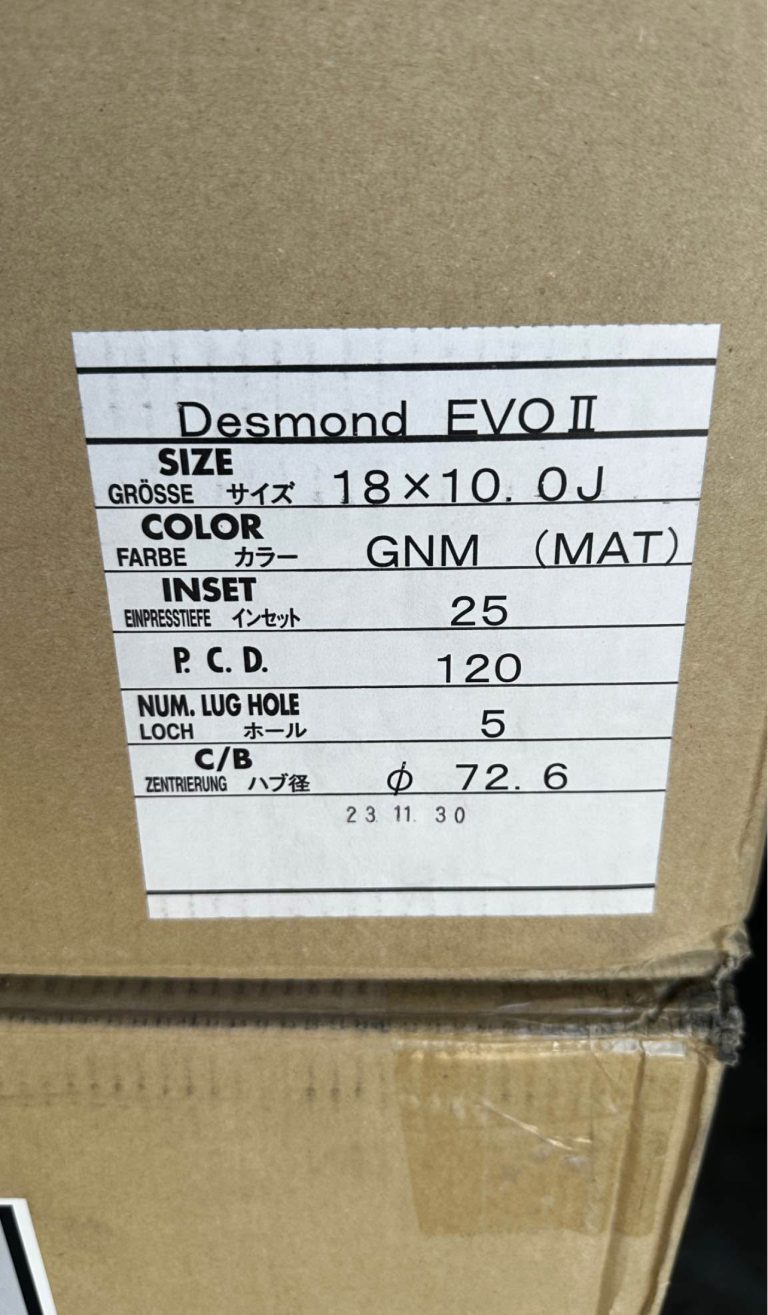 Desmond EVOⅡ
SIZE
GRÖSSE サイズ 18×10.0J
COLOR
FARBE カラー GNM （MAT）
INSET
EINPRESSTIEFE インセット 25
P. C. D. 120
NUM. LUG HOLE
LOCH ホール 5
C/B
ZENTRIERUNG ハブ径 φ 72.6
23. 11. 30